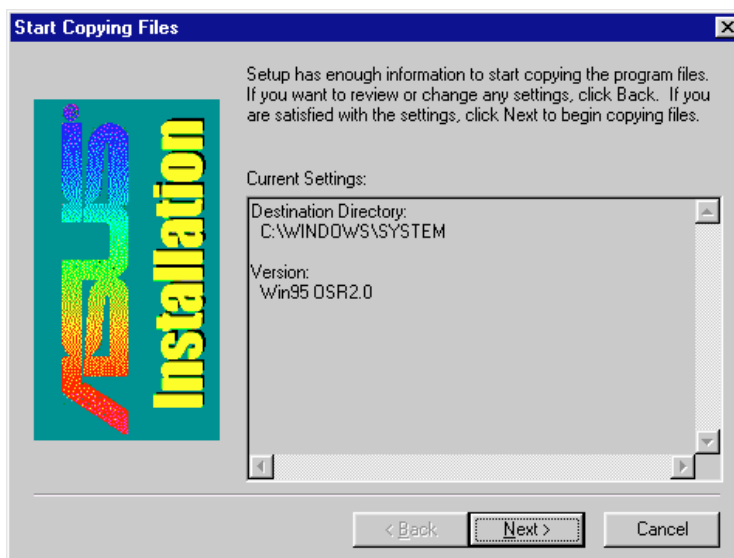 Start Copying Files
Setup has enough information to start copying the program files.
If you want to review or change any settings, click Back. If you
are satisfied with the settings, click Next to begin copying files.
ASUS
Installation
Current Settings:
Destination Directory:
C:\WINDOWS\SYSTEM
Version:
Win95 OSR2.0
< Back
Next >
Cancel